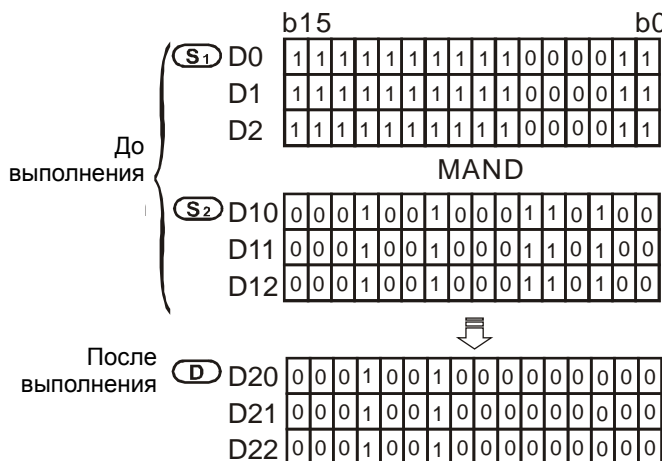 b15 b0
S1 D0 1 1 1 1 1 1 1 1 1 1 0 0 0 0 1 1
D1 1 1 1 1 1 1 1 1 1 1 0 0 0 0 1 1
D2 1 1 1 1 1 1 1 1 1 1 0 0 0 0 1 1
До
выполнения
MAND
S2 D10 0 0 0 1 0 0 1 0 0 0 1 1 0 1 0 0
D11 0 0 0 1 0 0 1 0 0 0 1 1 0 1 0 0
D12 0 0 0 1 0 0 1 0 0 0 1 1 0 1 0 0
После
выполнения
D D20 0 0 0 1 0 0 1 0 0 0 0 0 0 0 0 0
D21 0 0 0 1 0 0 1 0 0 0 0 0 0 0 0 0
D22 0 0 0 1 0 0 1 0 0 0 0 0 0 0 0 0